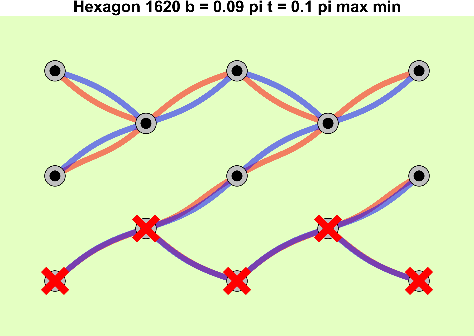 Hexagon 1620 b = 0.09 pi t = 0.1 pi max min